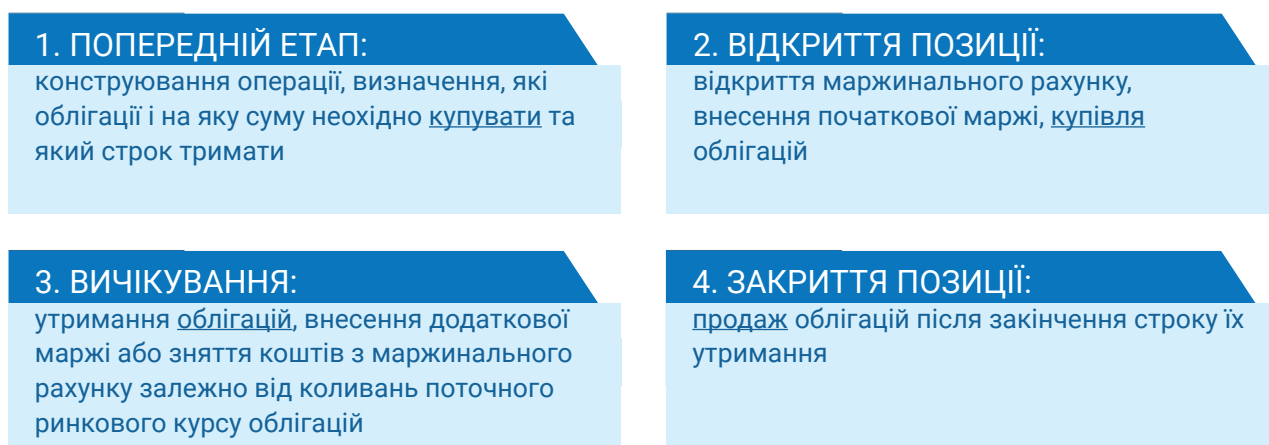 1. ПОПЕРЕДНІЙ ЕТАП:
конструювання операції, визначення, які
облігації і на яку суму неохідно купувати та
який строк тримати
2. ВІДКРИТТЯ ПОЗИЦІЇ:
відкриття маржинального рахунку,
внесення початкової маржі, купівля
облігацій
3. ВИЧІКУВАННЯ:
утримання облігацій, внесення додаткової
маржі або зняття коштів з маржинального
рахунку залежно від коливань поточного
ринкового курсу облігацій
4. ЗАКРИТТЯ ПОЗИЦІЇ:
продаж облігацій після закінчення строку їх
утримання